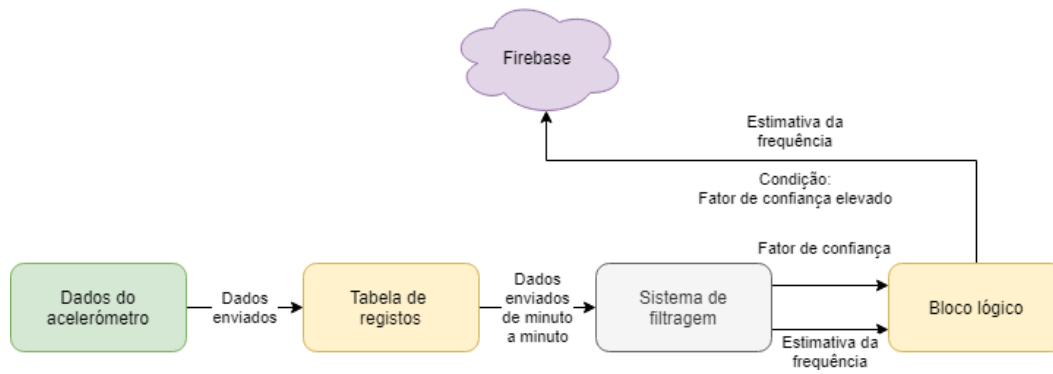 Firebase
Estimativa da
frequência
Condição:
Fator de confiança elevado
Fator de confiança
Dados do
acelerómetro
Dados
enviados
Tabela de
registos
Dados
enviados
de minuto
a minuto
Sistema de
filtragem
Estimativa da
frequência
Bloco lógico